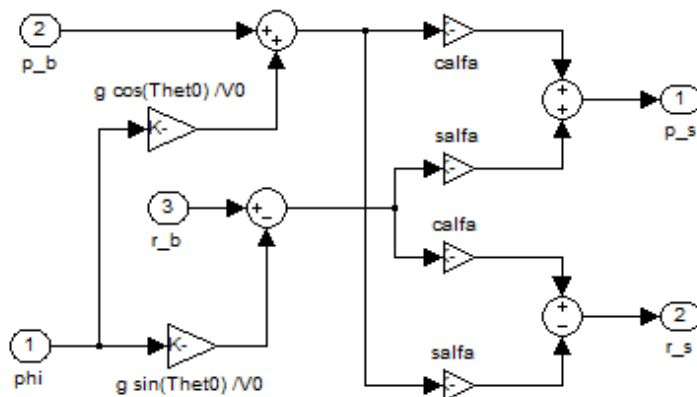 2
p_b
+
+
K-
calfa
g cos(Thet0) /V0
K-
+
+
1
p_s
salfa
K-
3
r_b
+
−
calfa
K-
+
−
2
r_s
1
phi
K-
g sin(Thet0) /V0
salfa
K-